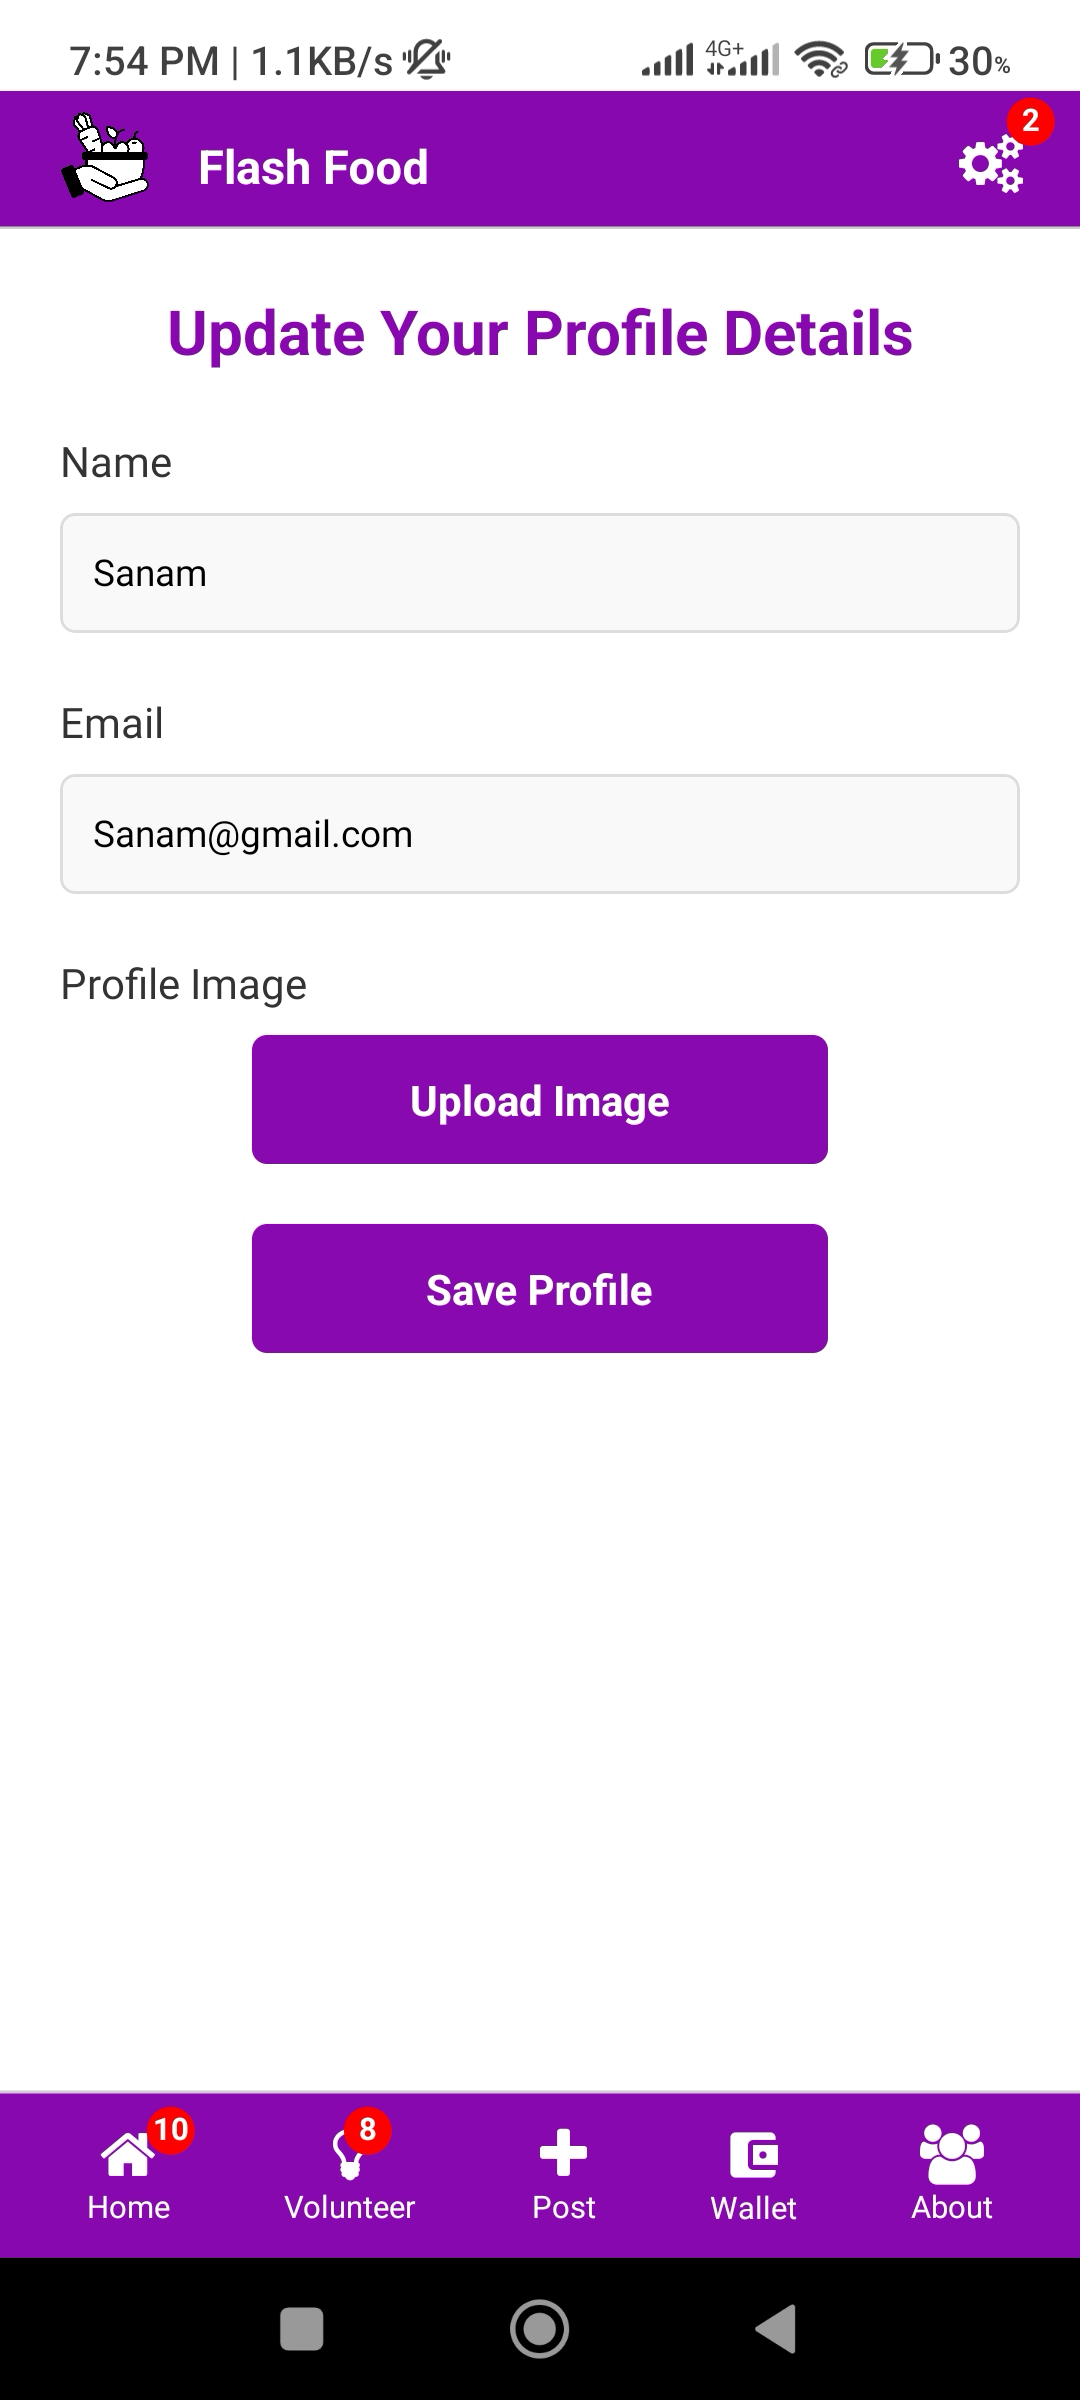 7:54 PM | 1.1KB/s 4G+ 30%
2
Flash Food
Update Your Profile Details
Name
Sanam
Email
Sanam@gmail.com
Profile Image
Upload Image
Save Profile
10 8
Home Volunteer Post Wallet About